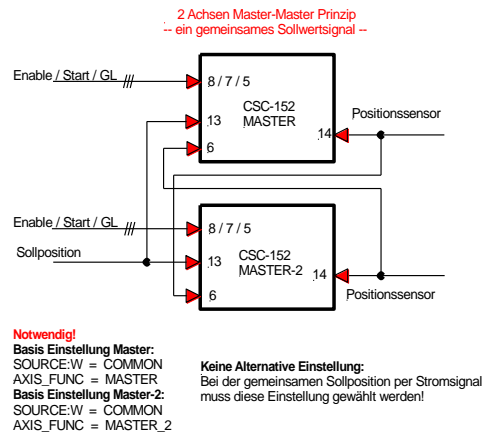 2 Achsen Master-Master Prinzip
-- ein gemeinsames Sollwertsignal --
Enable / Start / GL
8 / 7 / 5
CSC-152
MASTER
13
14
6
Positionssensor
Enable / Start / GL
8 / 7 / 5
Sollposition
13
CSC-152
MASTER-2
14
6
Positionssensor
Notwendig!
Basis Einstellung Master:
SOURCE:W = COMMON
AXIS_FUNC = MASTER
Basis Einstellung Master-2:
SOURCE:W = COMMON
AXIS_FUNC = MASTER_2
Keine Alternative Einstellung:
Bei der gemeinsamen Sollposition per Stromsignal
muss diese Einstellung gewählt werden!